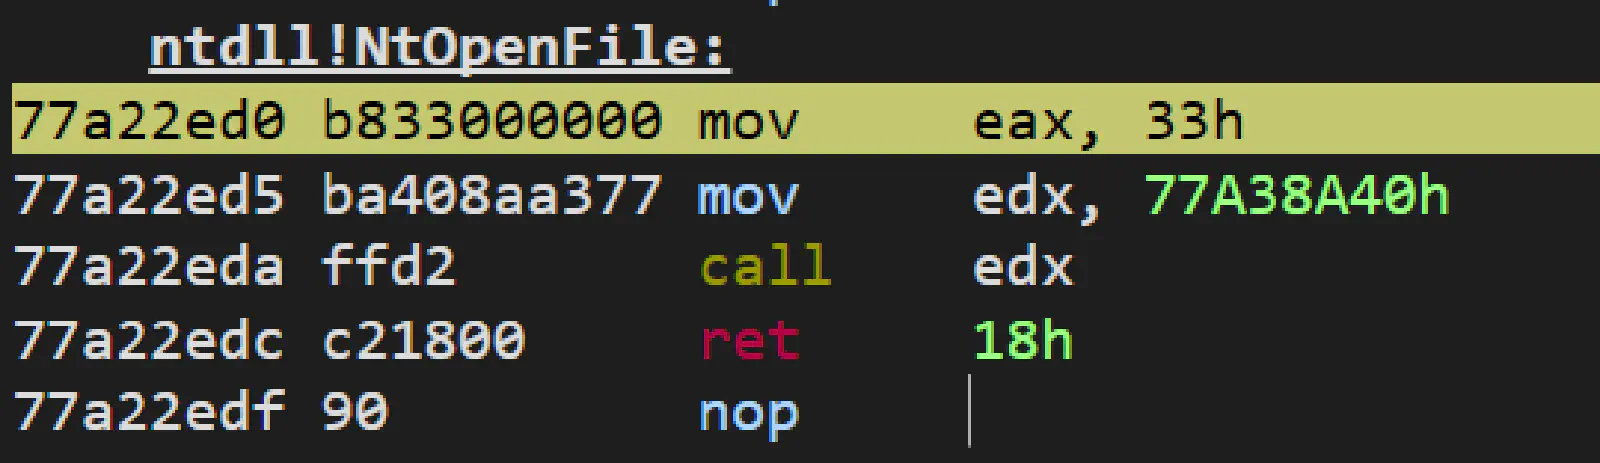 ntdll!NtOpenFile:
77a22ed0 b833000000 mov eax, 33h
77a22ed5 ba408aa377 mov edx, 77A38A40h
77a22eda ffd2 call edx
77a22edc c21800 ret 18h
77a22edf 90 nop